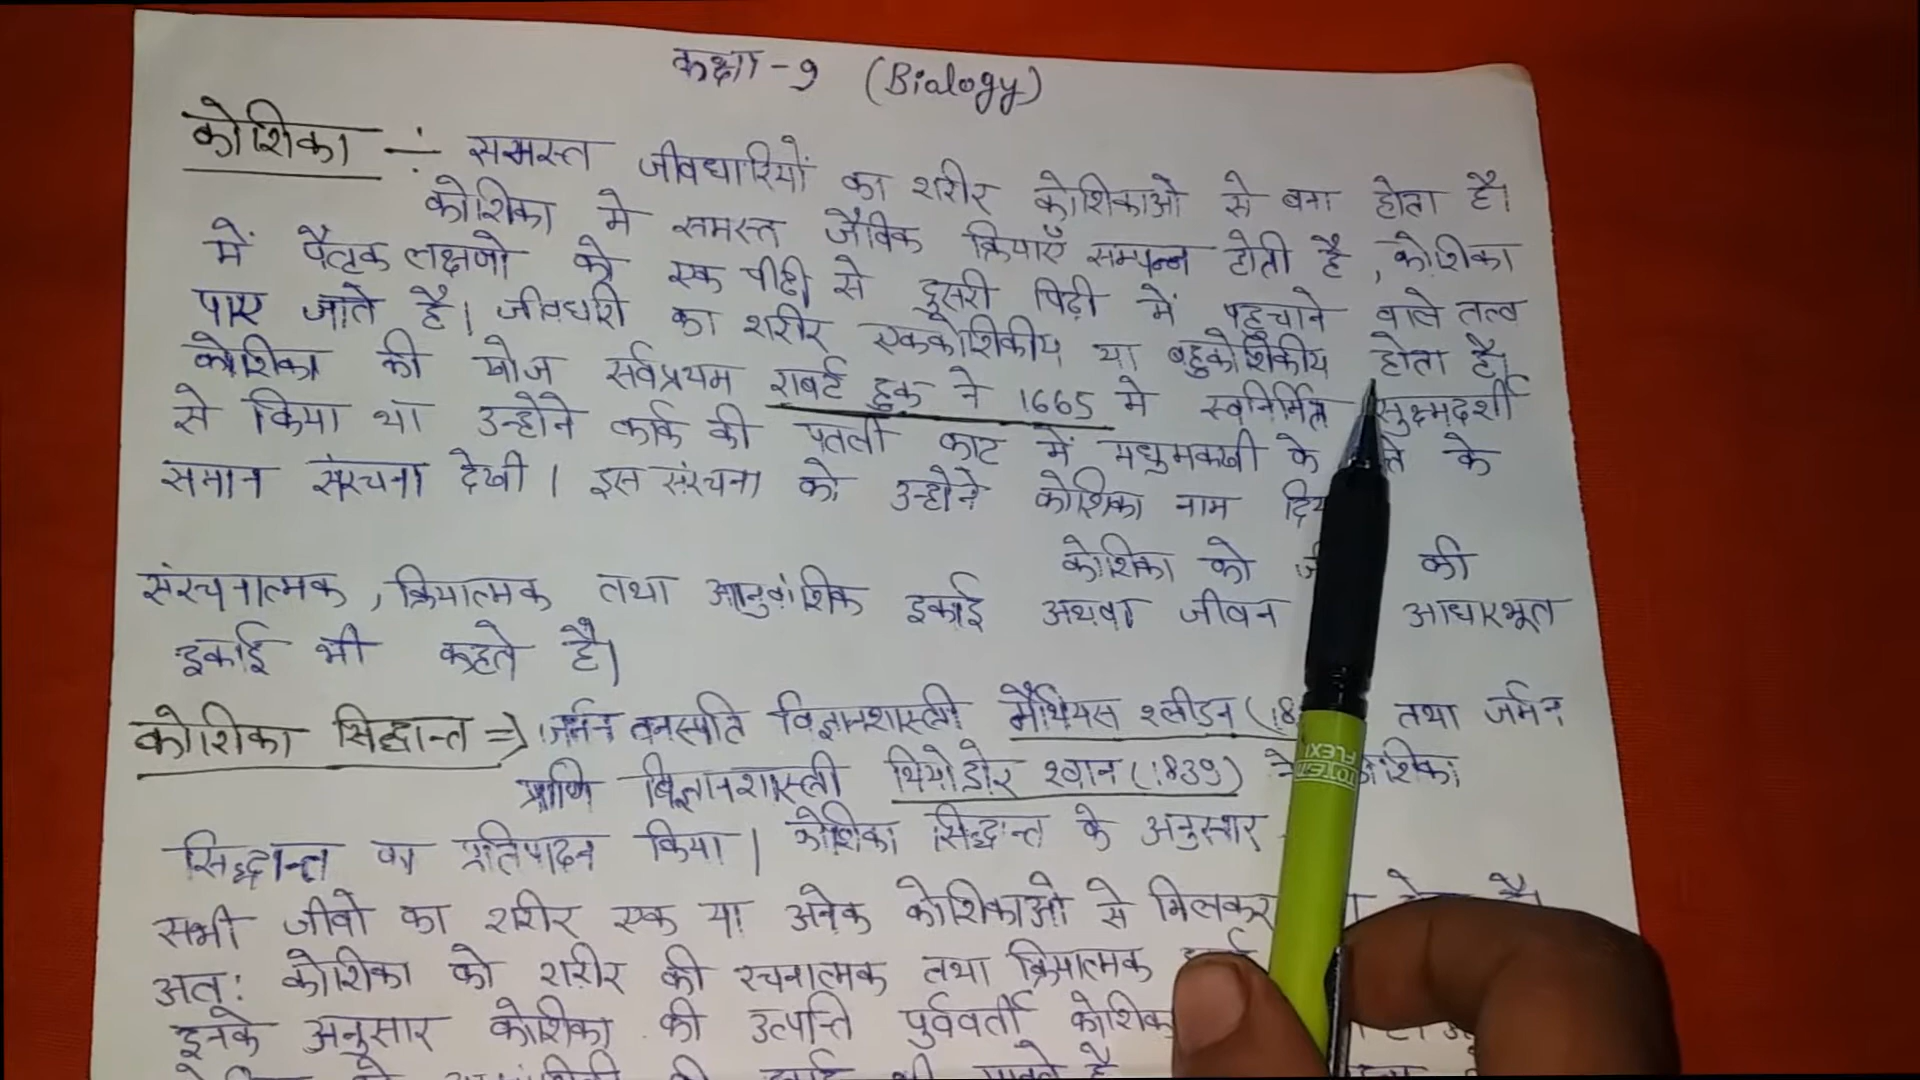 कक्षा-9 (Biology)
कोशिका ÷ समस्त जीवधारियों का शरीर कोशिकाओ से बना होता है।
कोशिका मे समस्त जैविक क्रियाएँ सम्पन्न होती है, कोशिका
में पैतृक लक्षणो को एक पीढी से दूसरी पिढ़ी में पहुचाने वाले तत्व
पाए जाते है। जीवधरी का शरीर एककोशिकीय या बहुकोशिकीय होता है।
कोशिका की खोज सर्वप्रथम राबर्ट हुक ने 1665 मे स्वनिर्मित सुक्ष्मदर्शी
से किया था उन्होने कार्क की पतली काट में मधुमक्खी के के
समान संरचना देखी। इस संरचना को उन्होने कोशिका नाम
कोशिका को की
संरचनात्मक, क्रियात्मक तथा आनुवांशिक इकाई अथवा जीवन आधारभूत
इकाई भी कहते है।
कोशिका सिद्धान्त => जर्मन वनस्पति विज्ञानशास्त्री मैथियस श्लीडन तथा जर्मन
प्राणि विज्ञानशास्त्री थियोडोर श्वान (1839)
सिद्धान्त का प्रतिपादन किया। कोशिका सिद्धान्त के अनुसार
सभी जीवो का शरीर एक या अनेक कोशिकाओ से मिलकर
अतः कोशिका को शरीर की रचनात्मक तथा क्रियात्मक
इनके अनुसार कोशिका की उत्पत्ति पुर्ववर्ती
TOTEM FLEXI